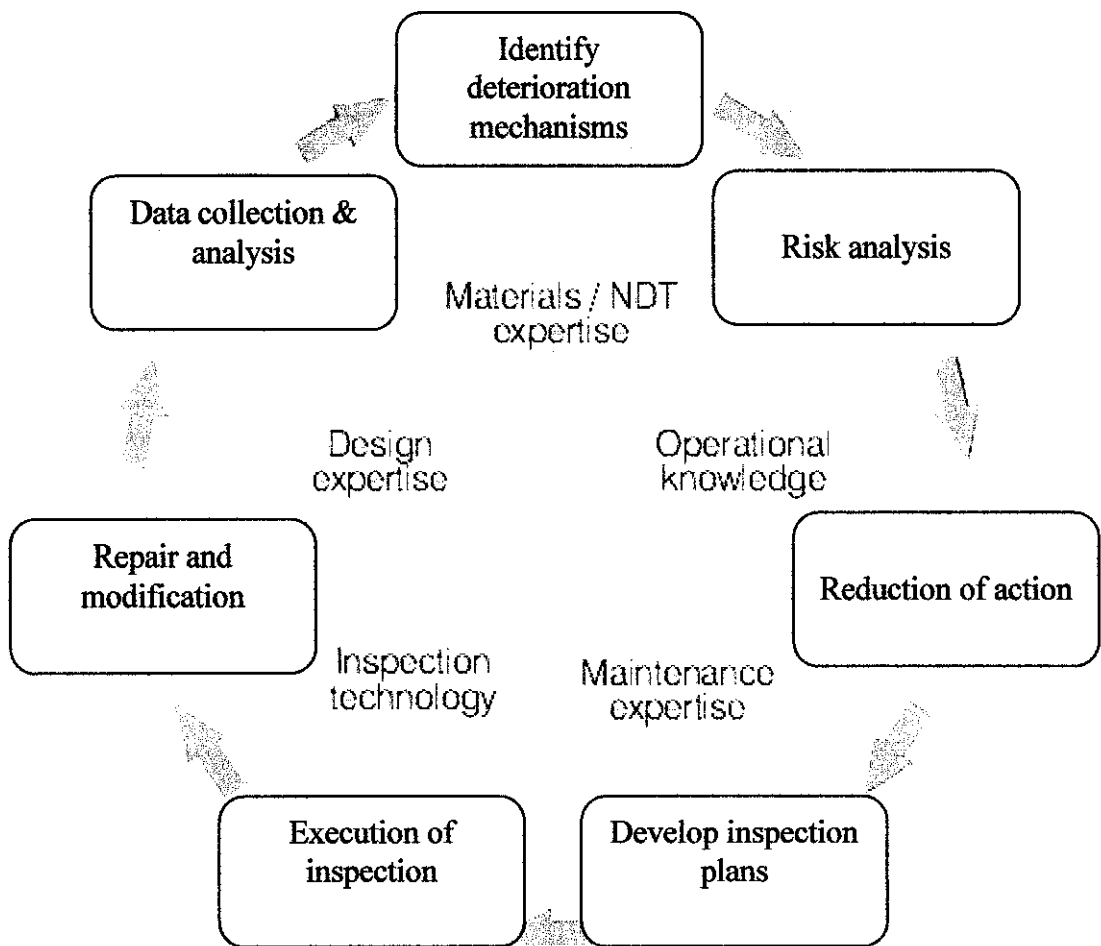 Identify
deterioration
mechanisms
Data collection &
analysis
Risk analysis
Materials / NDT
expertise
Design
expertise
Operational
knowledge
Repair and
modification
Reduction of action
Inspection
technology
Maintenance
expertise
Execution of
inspection
Develop inspection
plans